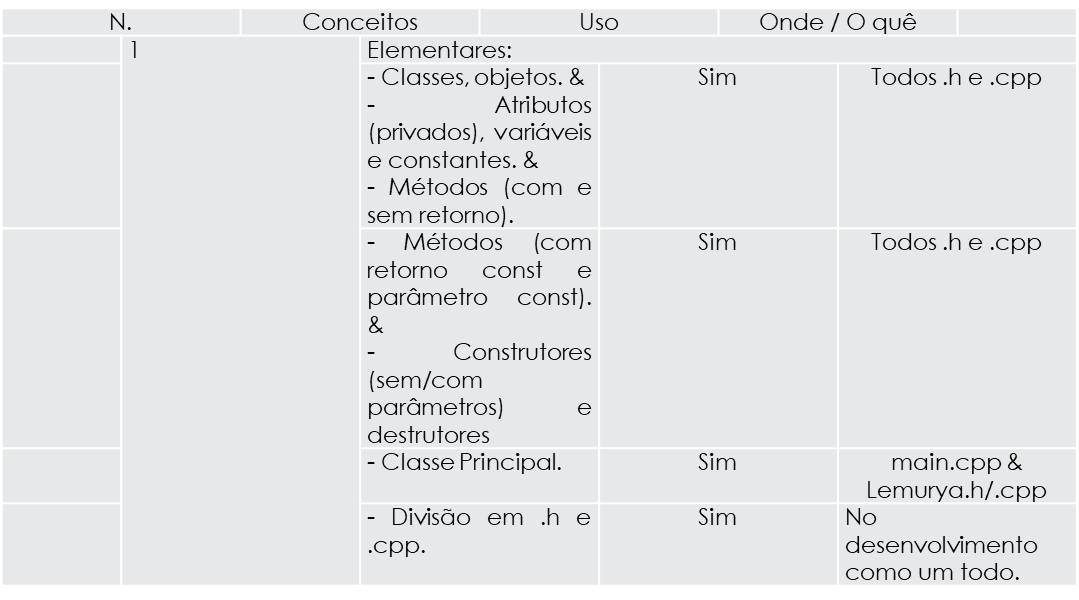 N. Conceitos Uso Onde / O quê
1 Elementares:
- Classes, objetos. & Sim Todos .h e .cpp
- Atributos
(privados), variáveis
e constantes. &
- Métodos (com e
sem retorno).
- Métodos (com Sim Todos .h e .cpp
retorno const e
parâmetro const).
&
- Construtores
(sem/com
parâmetros) e
destrutores
- Classe Principal. Sim main.cpp &
Lemurya.h/.cpp
- Divisão em .h e Sim No
.cpp. desenvolvimento
como um todo.